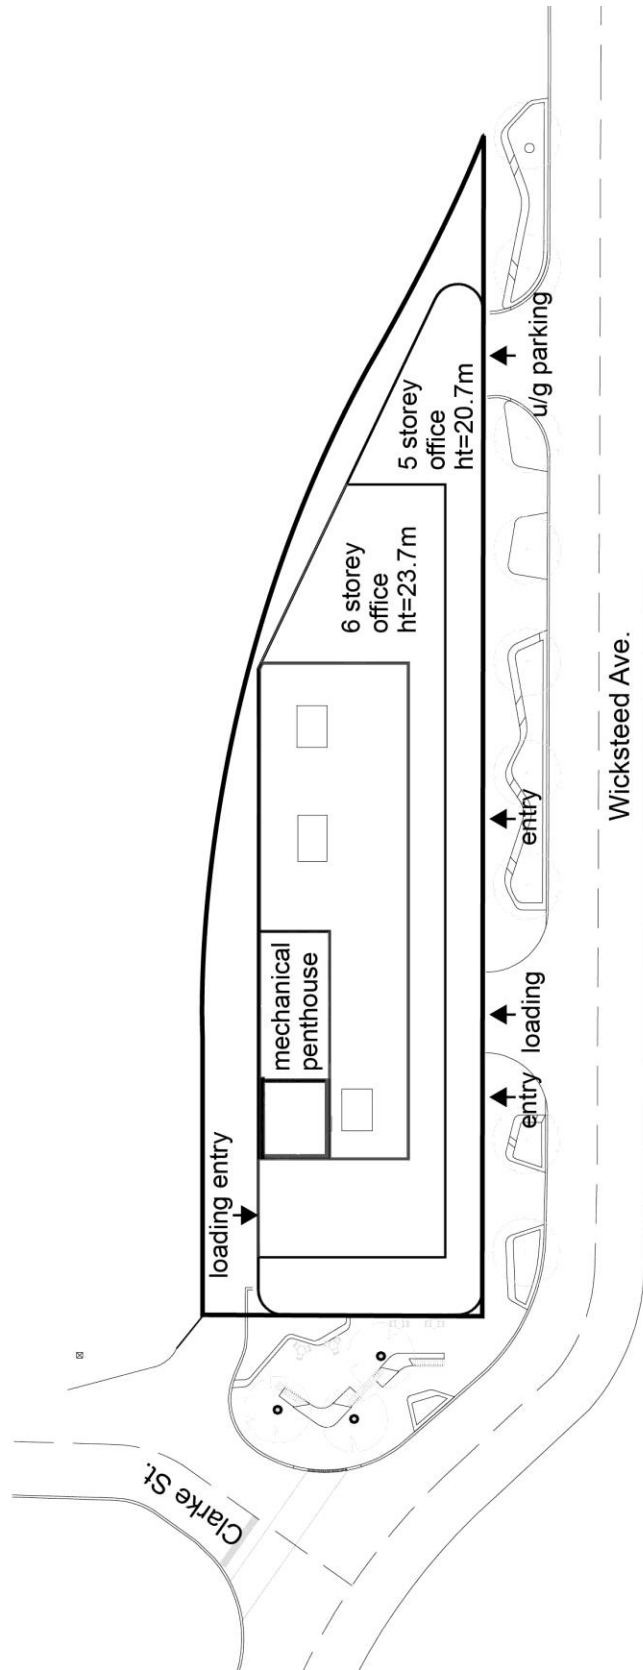 5 storey
office
ht=20.7m
u/g parking
6 storey
office
ht=23.7m
Wicksteed Ave.
entry
mechanical
penthouse
loading
entry
loading entry
Clarke St.